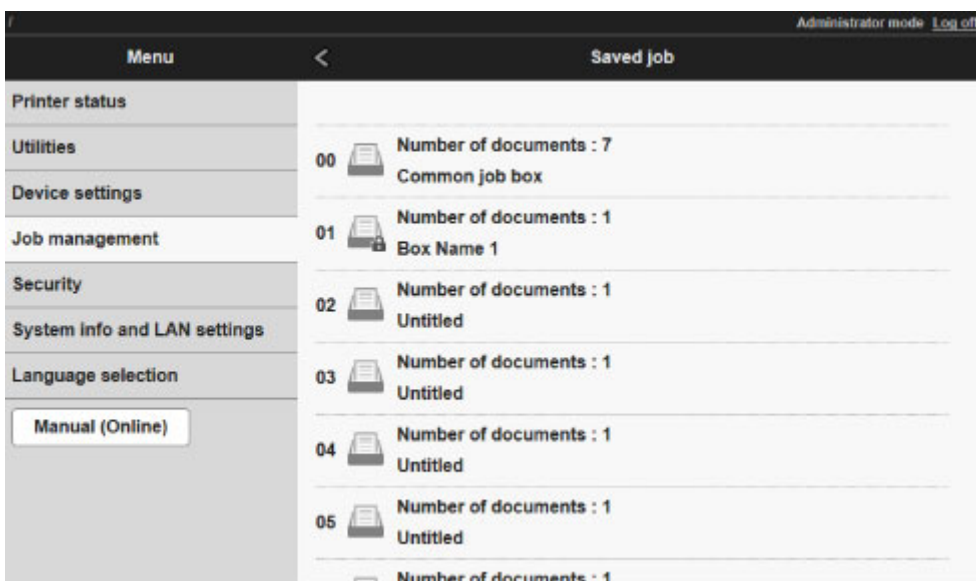 Administrator mode Log off
Menu
Saved job
Printer status
Utilities
Device settings
Job management
Security
System info and LAN settings
Language selection
Manual (Online)
00
Number of documents : 7
Common job box
01
Number of documents : 1
Box Name 1
02
Number of documents : 1
Untitled
03
Number of documents : 1
Untitled
04
Number of documents : 1
Untitled
05
Number of documents : 1
Untitled
Number of documents : 1